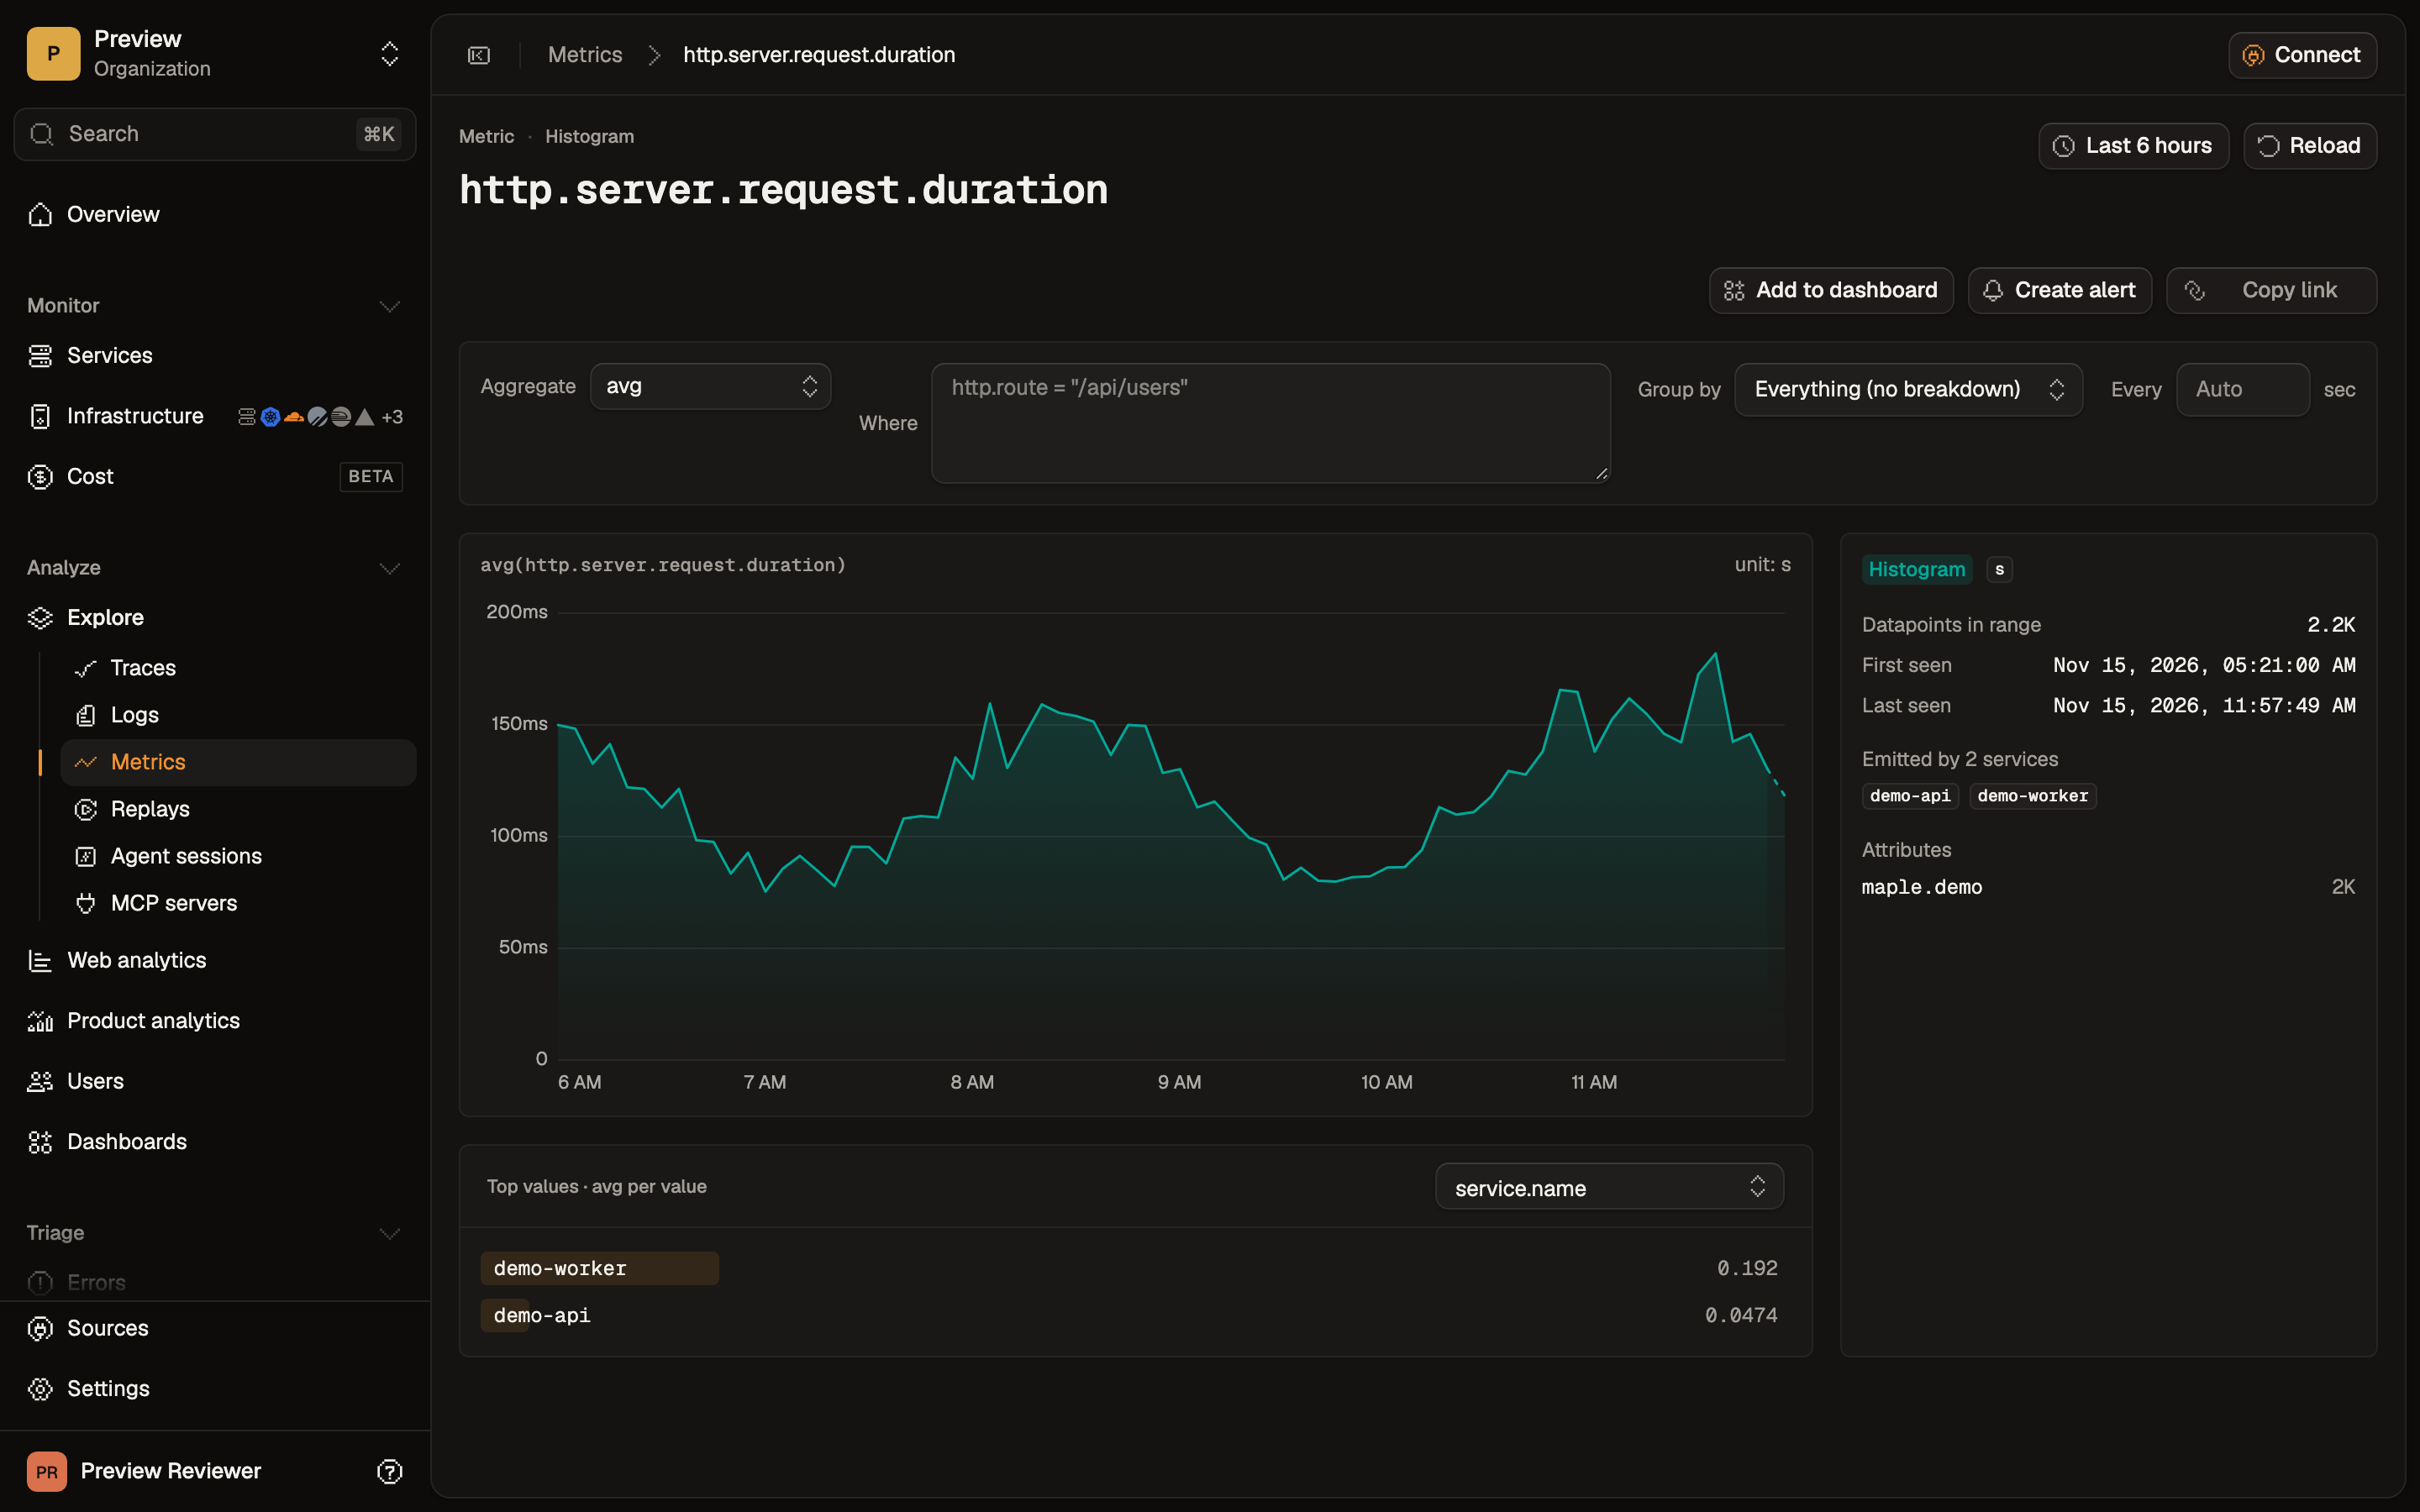 P
Preview
Organization
Search
⌘K
Overview
Monitor
Services
Infrastructure
+3
Cost
BETA
Analyze
Explore
Traces
Logs
Metrics
Replays
Agent sessions
MCP servers
Web analytics
Product analytics
Users
Dashboards
Triage
Errors
Sources
Settings
PR
Preview Reviewer
Metrics
http.server.request.duration
Connect
Metric · Histogram
http.server.request.duration
Last 6 hours
Reload
Add to dashboard
Create alert
Copy link
Aggregate
avg
Where
http.route = "/api/users"
Group by
Everything (no breakdown)
Every
Auto
sec
avg(http.server.request.duration)
unit: s
200ms
150ms
100ms
50ms
0
6 AM
7 AM
8 AM
9 AM
10 AM
11 AM
Top values · avg per value
service.name
demo-worker
0.192
demo-api
0.0474
Histogram
s
Datapoints in range
2.2K
First seen
Nov 15, 2026, 05:21:00 AM
Last seen
Nov 15, 2026, 11:57:49 AM
Emitted by 2 services
demo-api
demo-worker
Attributes
maple.demo
2K